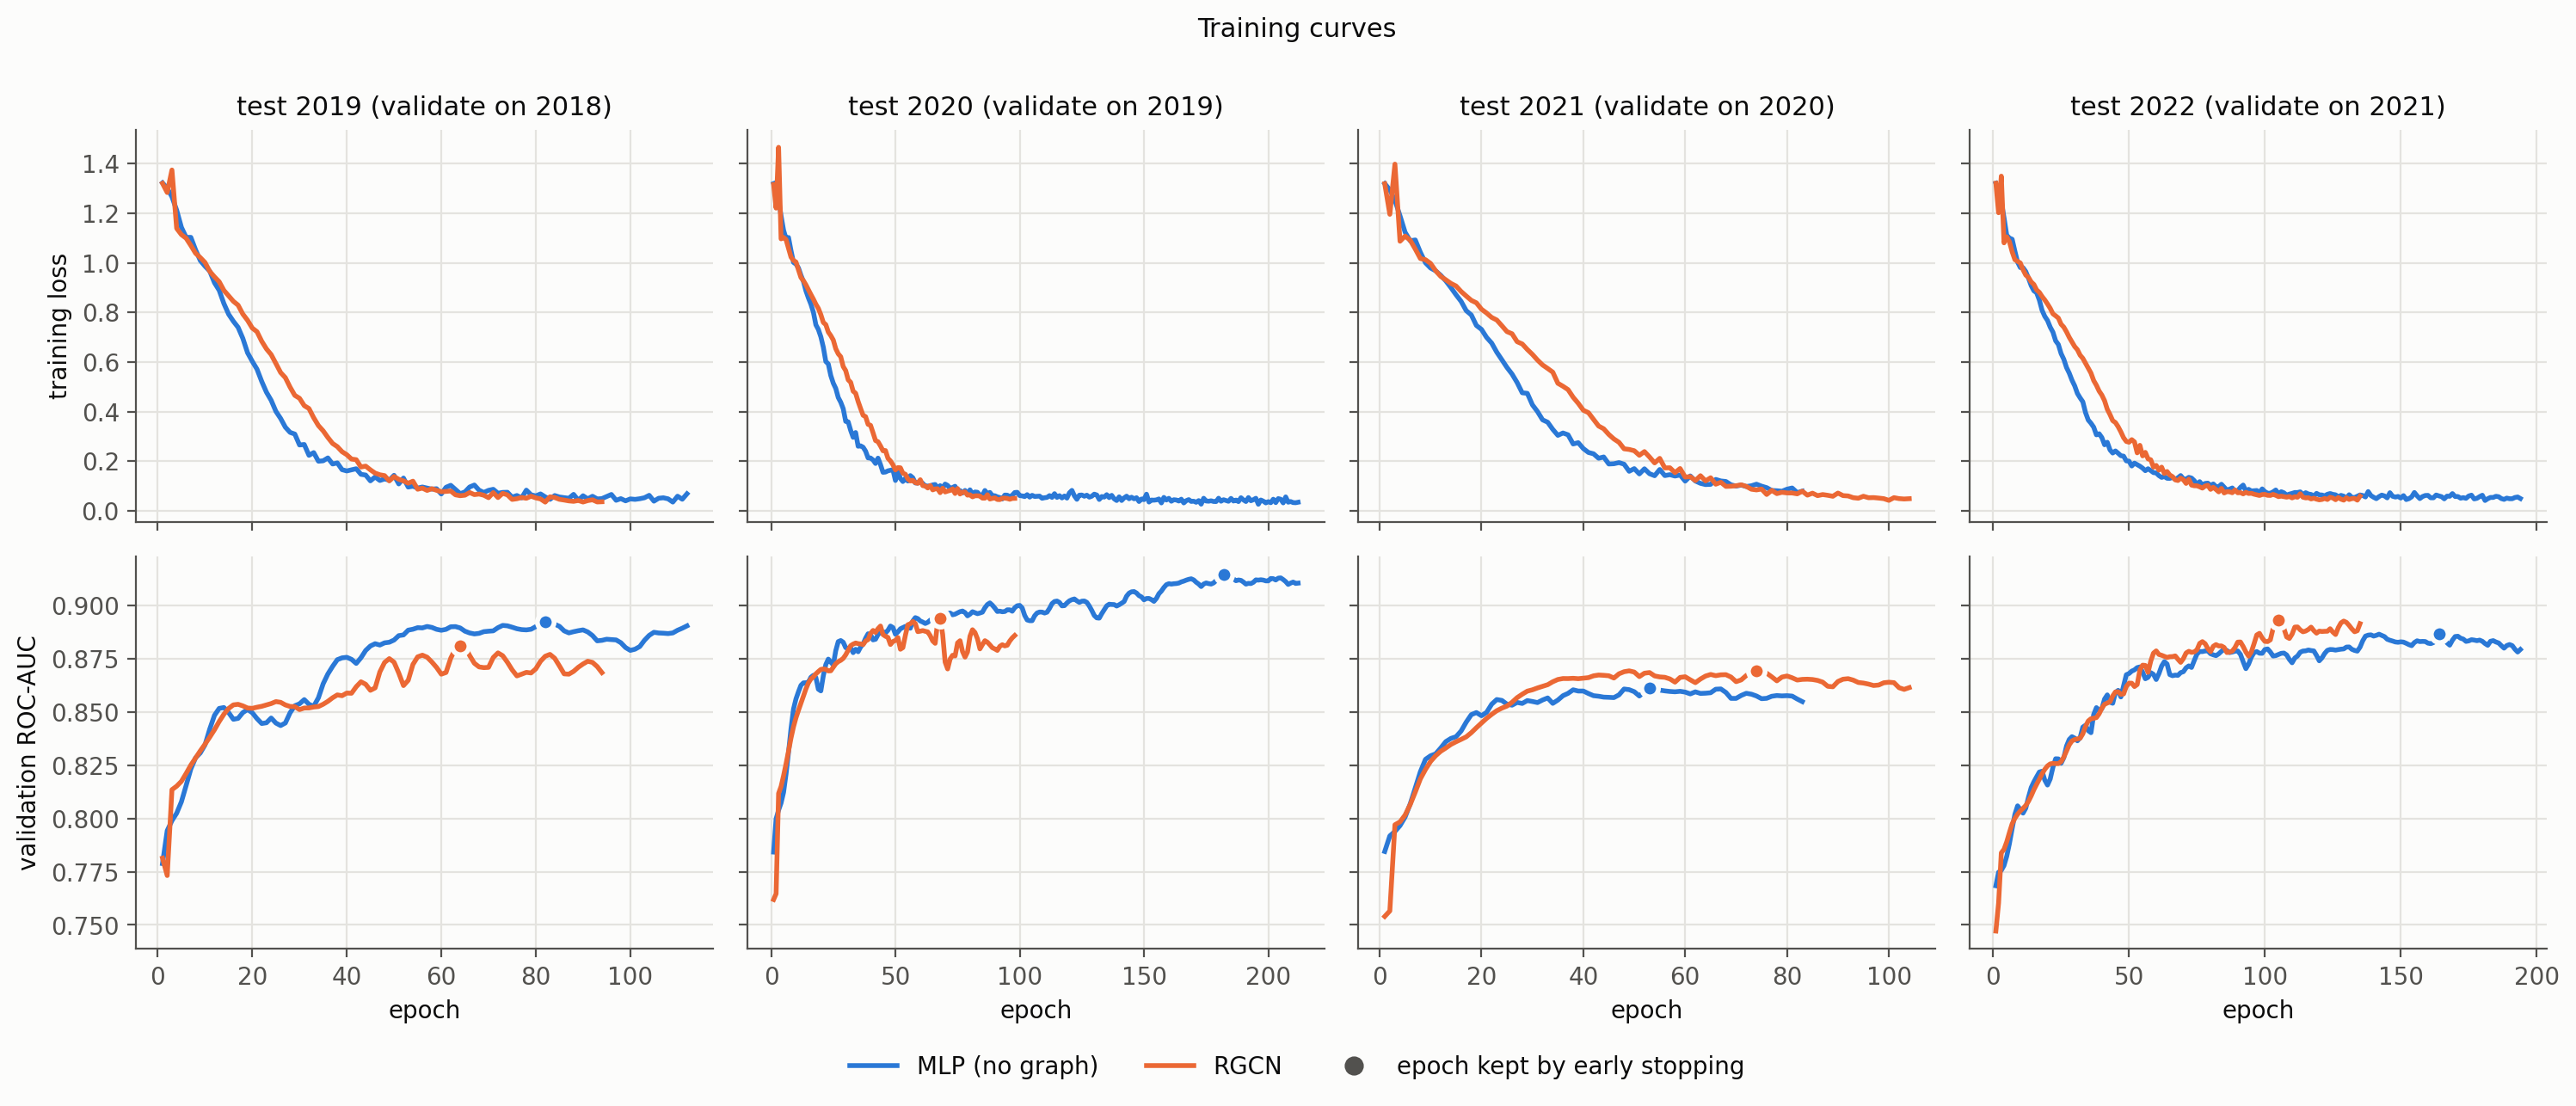 Training curves
test 2019 (validate on 2018)
test 2020 (validate on 2019)
test 2021 (validate on 2020)
test 2022 (validate on 2021)
training loss
1.4
1.2
1.0
0.8
0.6
0.4
0.2
0.0
validation ROC-AUC
0.900
0.875
0.850
0.825
0.800
0.775
0.750
0 20 40 60 80 100
0 50 100 150 200
0 20 40 60 80 100
0 50 100 150 200
epoch
epoch
epoch
epoch
MLP (no graph)
RGCN
epoch kept by early stopping